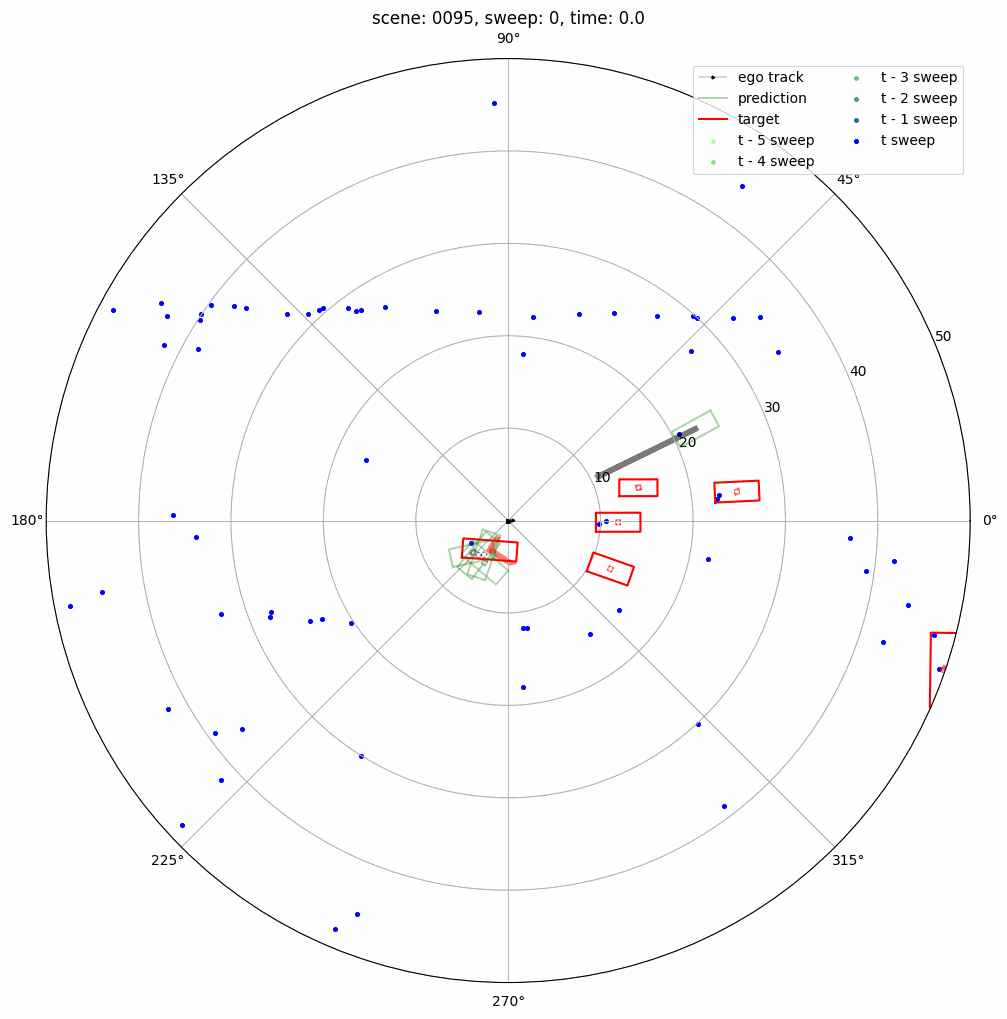 scene: 0095, sweep: 0, time: 0.0
90°
ego track
prediction
target
t - 5 sweep
t - 4 sweep
t - 3 sweep
t - 2 sweep
t - 1 sweep
t sweep
135°
45°
50
40
30
20
10
180°
0°
225°
315°
270°